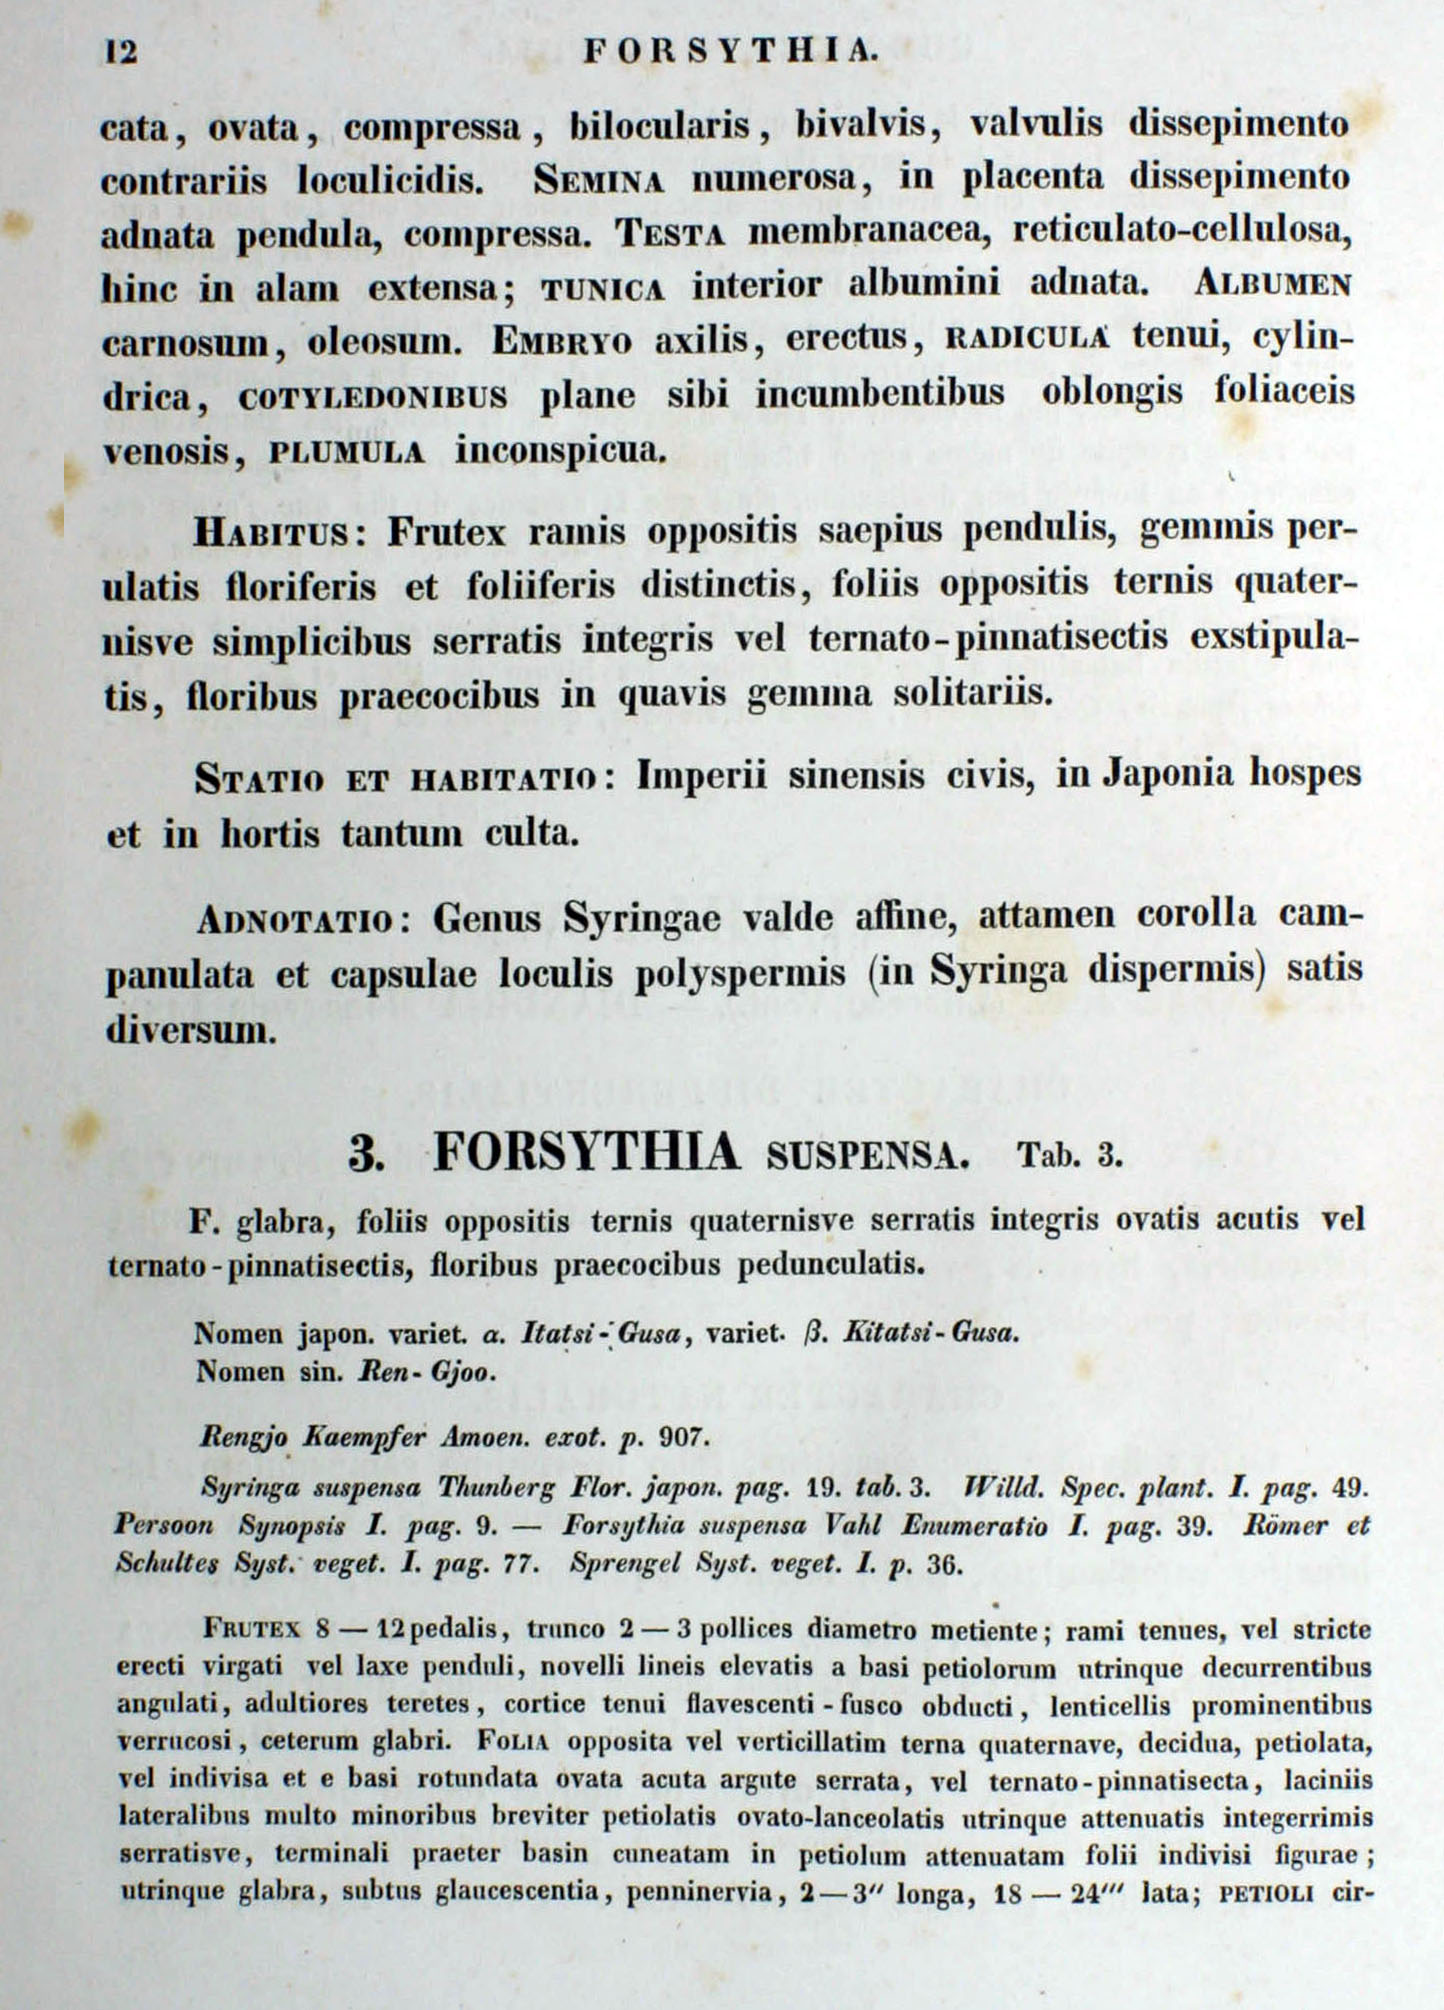 12 FORSYTHIA.
cata, ovata, compressa, bilocularis, bivalvis, valvulis dissepimento
contrariis loculicidis. SEMINA numerosa, in placenta dissepimento
adnata pendula, compressa. TESTA membranacea, reticulato-cellulosa,
hinc in alam extensa; TUNICA interior albumini adnata. ALBUMEN
carnosum, oleosum. EMBRYO axilis, erectus, RADICULA tenui, cylin-
drica, COTYLEDONIBUS plane sibi incumbentibus oblongis foliaceis
venosis, PLUMULA inconspicua.
HABITUS: Frutex ramis oppositis saepius pendulis, gemmis per-
ulatis floriferis et foliiferis distinctis, foliis oppositis ternis quater-
nisve simplicibus serratis integris vel ternato-pinnatisectis exstipula-
tis, floribus praecocibus in quavis gemma solitariis.
STATIO ET HABITATIO: Imperii sinensis civis, in Japonia hospes
et in hortis tantum culta.
ADNOTATIO: Genus Syringae valde affine, attamen corolla cam-
panulata et capsulae loculis polyspermis (in Syringa dispermis) satis
diversum.
3. FORSYTHIA SUSPENSA. Tab. 3.
F. glabra, foliis oppositis ternis quaternisve serratis integris ovatis acutis vel
ternato-pinnatisectis, floribus praecocibus pedunculatis.
Nomen japon. variet. α. Itatsi-Gusa, variet. β. Kitatsi-Gusa.
Nomen sin. Ren-Gjoo.
Rengjo Kaempfer Amoen. exot. p. 907.
Syringa suspensa Thunberg Flor. japon. pag. 19. tab. 3. Willd. Spec. plant. I. pag. 49.
Persoon Synopsis I. pag. 9. — Forsythia suspensa Vahl Enumeratio I. pag. 39. Römer et
Schultes Syst. veget. I. pag. 77. Sprengel Syst. veget. I. p. 36.
FRUTEX 8 — 12pedalis, trunco 2 — 3 pollices diametro metiente; rami tenues, vel stricte
erecti virgati vel laxe penduli, novelli lineis elevatis a basi petiolorum utrinque decurrentibus
angulati, adultiores teretes, cortice tenui flavescenti-fusco obducti, lenticellis prominentibus
verrucosi, ceterum glabri. FOLIA opposita vel verticillatim terna quaternave, decidua, petiolata,
vel indivisa et e basi rotundata ovata acuta argute serrata, vel ternato-pinnatisecta, laciniis
lateralibus multo minoribus breviter petiolatis ovato-lanceolatis utrinque attenuatis integerrimis
serratisve, terminali praeter basin cuneatam in petiolum attenuatam folii indivisi figurae;
utrinque glabra, subtus glaucescentia, penninervia, 2—3″ longa, 18 — 24‴ lata; PETIOLI cir-